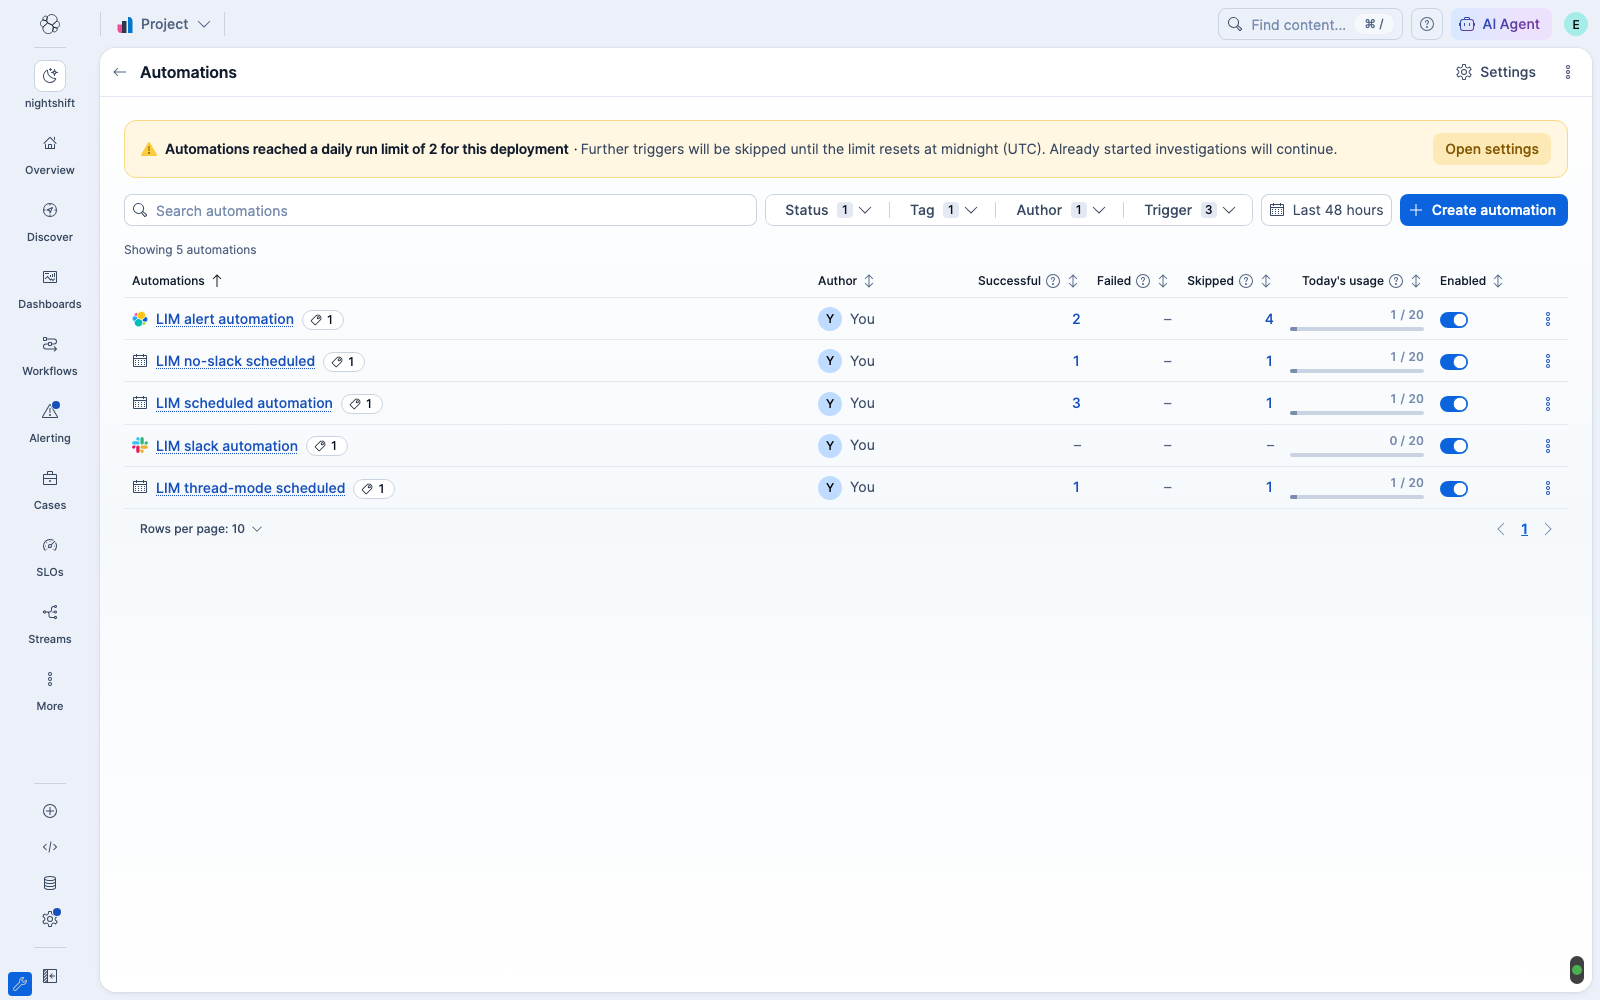 Project
Find content... ⌘ /
AI Agent
E
nightshift
Overview
Discover
Dashboards
Workflows
Alerting
Cases
SLOs
Streams
More
Automations
Settings
Automations reached a daily run limit of 2 for this deployment · Further triggers will be skipped until the limit resets at midnight (UTC). Already started investigations will continue.
Open settings
Search automations
Status 1 Tag 1 Author 1 Trigger 3
Last 48 hours
Create automation
Showing 5 automations
Automations Author Successful Failed Skipped Today's usage Enabled
LIM alert automation 1 Y You 2 – 4 1 / 20
LIM no-slack scheduled 1 Y You 1 – 1 1 / 20
LIM scheduled automation 1 Y You 3 – 1 1 / 20
LIM slack automation 1 Y You – – – 0 / 20
LIM thread-mode scheduled 1 Y You 1 – 1 1 / 20
Rows per page: 10
1